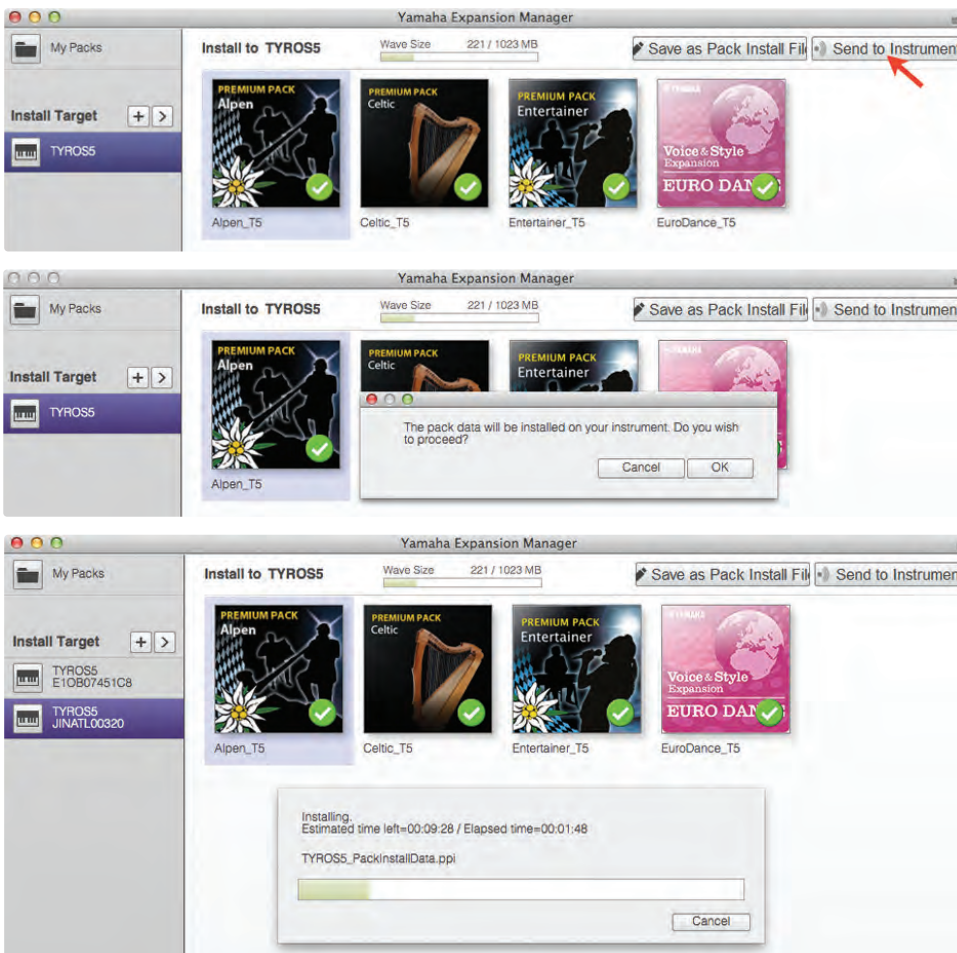 Yamaha Expansion Manager
My Packs
Install to TYROS5
Wave Size 221 / 1023 MB
Save as Pack Install Fil
Send to Instrumen
Install Target + >
TYROS5
PREMIUM PACK
Alpen
PREMIUM PACK
Celtic
PREMIUM PACK
Entertainer
YAMAHA
Voice & Style
Expansion
EURO DAN
Alpen_T5
Celtic_T5
Entertainer_T5
EuroDance_T5
Yamaha Expansion Manager
My Packs
Install to TYROS5
Wave Size 221 / 1023 MB
Save as Pack Install Fil
Send to Instrumen
Install Target + >
TYROS5
PREMIUM PACK
Alpen
PREMIUM PACK
Celtic
PREMIUM PACK
Entertainer
YAMAHA
The pack data will be installed on your instrument. Do you wish
to proceed?
Cancel
OK
Alpen_T5
Yamaha Expansion Manager
My Packs
Install to TYROS5
Wave Size 221 / 1023 MB
Save as Pack Install Fil
Send to Instrumen
Install Target + >
TYROS5
E1OB07451C8
TYROS5
JINATL00320
PREMIUM PACK
Alpen
PREMIUM PACK
Celtic
PREMIUM PACK
Entertainer
YAMAHA
Voice & Style
Expansion
EURO DAN
Alpen_T5
Celtic_T5
Entertainer_T5
EuroDance_T5
Installing.
Estimated time left=00:09:28 / Elapsed time=00:01:48
TYROS5_PackInstallData.ppi
Cancel